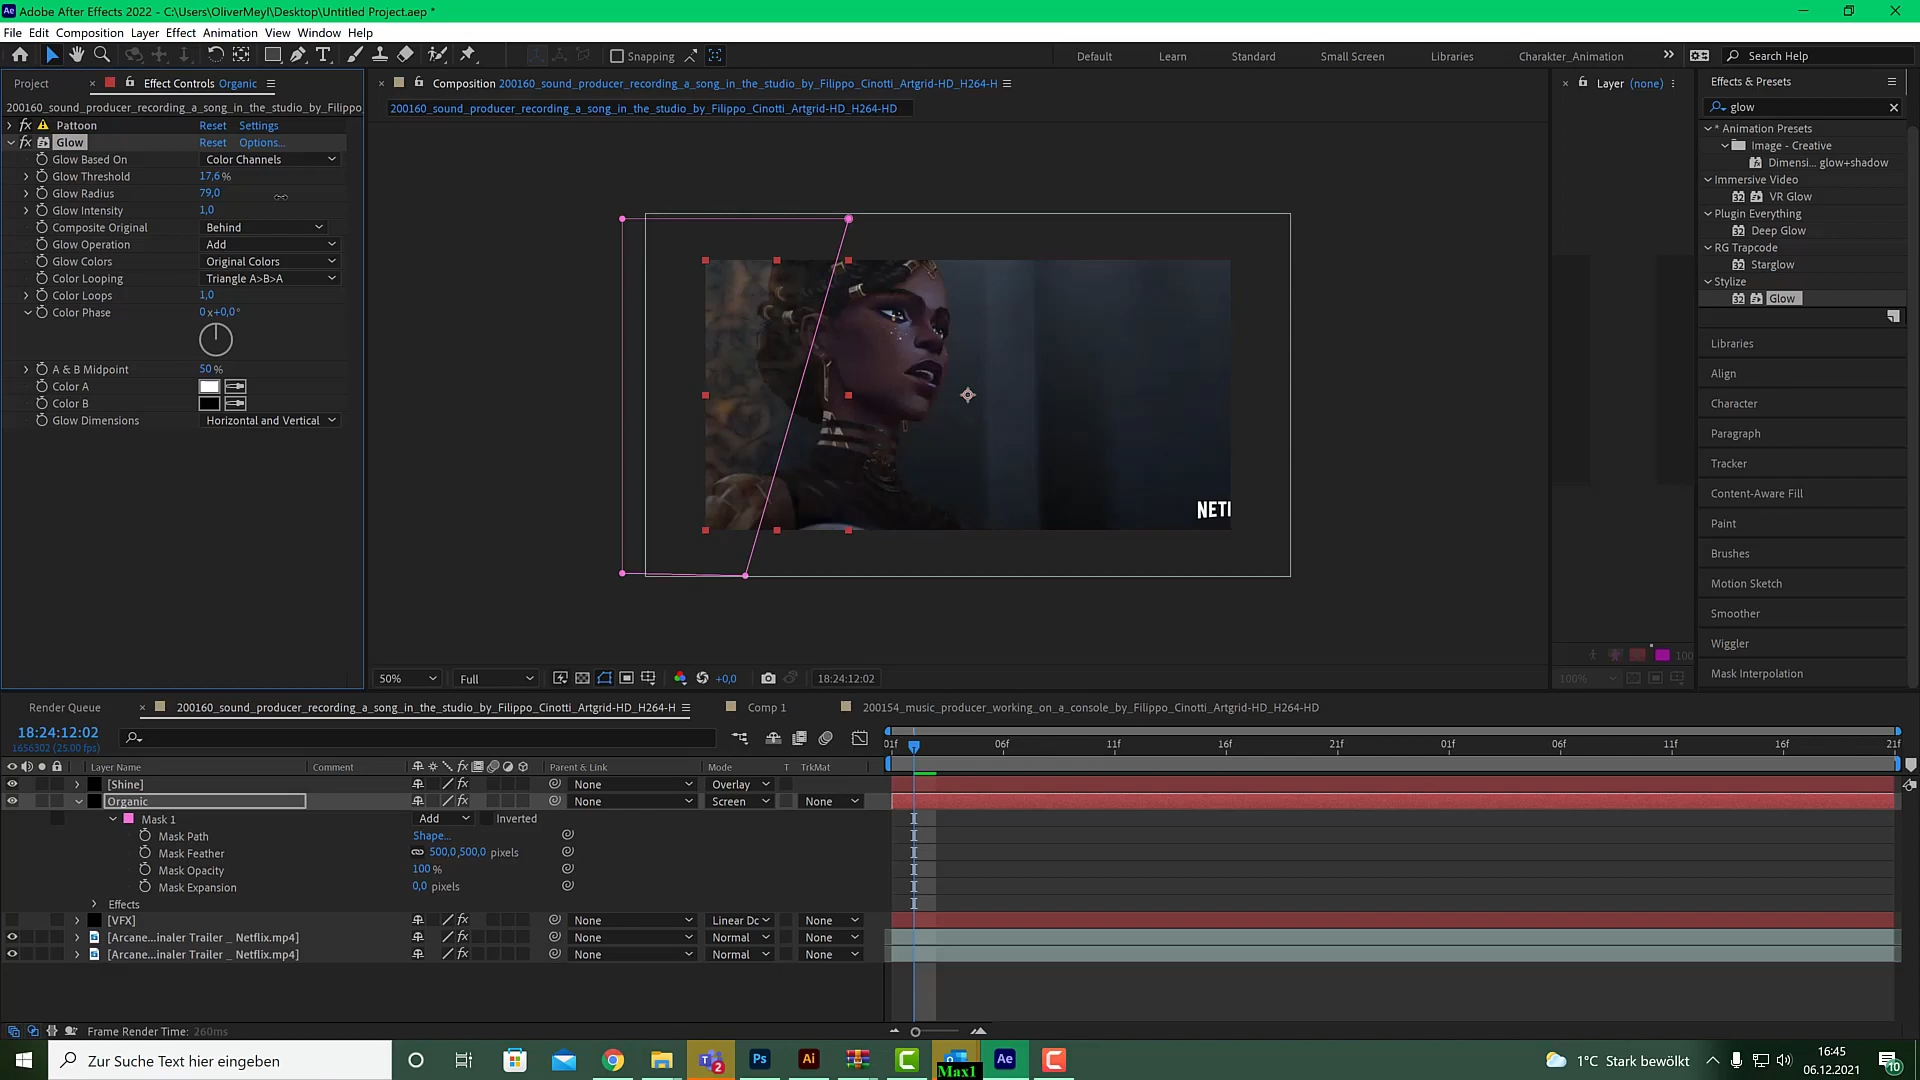 Adobe After Effects 2022 - C:\Users\OliverMeyl\Desktop\Untitled Project.aep *
File Edit Composition Layer Effect Animation View Window Help
Snapping
Default Learn Standard Small Screen Libraries Charakter_Animation Search Help
Project Effect Controls Organic
Composition 200160_sound_producer_recording_a_song_in_the_studio_by_Filippo_Cinotti_Artgrid-HD_H264-H
Layer (none)
Effects & Presets
200160_sound_producer_recording_a_song_in_the_studio_by_Filippo
200160_sound_producer_recording_a_song_in_the_studio_by_Filippo_Cinotti_Artgrid-HD_H264-HD
glow
fx Pattoon Reset Settings
fx Glow Reset Options...
Glow Based On Color Channels
Glow Threshold 17,6 %
Glow Radius 79,0
Glow Intensity 1,0
Composite Original Behind
Glow Operation Add
Glow Colors Original Colors
Color Looping Triangle A>B>A
Color Loops 1,0
Color Phase 0x+0,0°
A & B Midpoint 50 %
Color A
Color B
Glow Dimensions Horizontal and Vertical
NETI
* Animation Presets
Image - Creative
Dimensi... glow+shadow
Immersive Video
VR Glow
Plugin Everything
Deep Glow
RG Trapcode
Starglow
Stylize
Glow
Libraries
Align
Character
Paragraph
Tracker
Content-Aware Fill
Paint
Brushes
Motion Sketch
Smoother
Wiggler
Mask Interpolation
50% Full +0,0 18:24:12:02
100
100%
Render Queue 200160_sound_producer_recording_a_song_in_the_studio_by_Filippo_Cinotti_Artgrid-HD_H264-H Comp 1 200154_music_producer_working_on_a_console_by_Filippo_Cinotti_Artgrid-HD_H264-HD
18:24:12:02
1656302 (25.00 fps)
01f 06f 11f 16f 21f 01f 06f 11f 16f 21f
Layer Name Comment Parent & Link Mode T TrkMat
[Shine] None Overlay
Organic None Screen None
Mask 1 Add Inverted
Mask Path Shape...
Mask Feather 500,0,500,0 pixels
Mask Opacity 100 %
Mask Expansion 0,0 pixels
Effects
[VFX] None Linear Dc None
[Arcane...inaler Trailer _ Netflix.mp4] None Normal None
[Arcane...inaler Trailer _ Netflix.mp4] None Normal None
Frame Render Time: 260ms
Zur Suche Text hier eingeben
2
Ps
Ai
Max1
Ae
1°C Stark bewölkt
16:45
06.12.2021
10